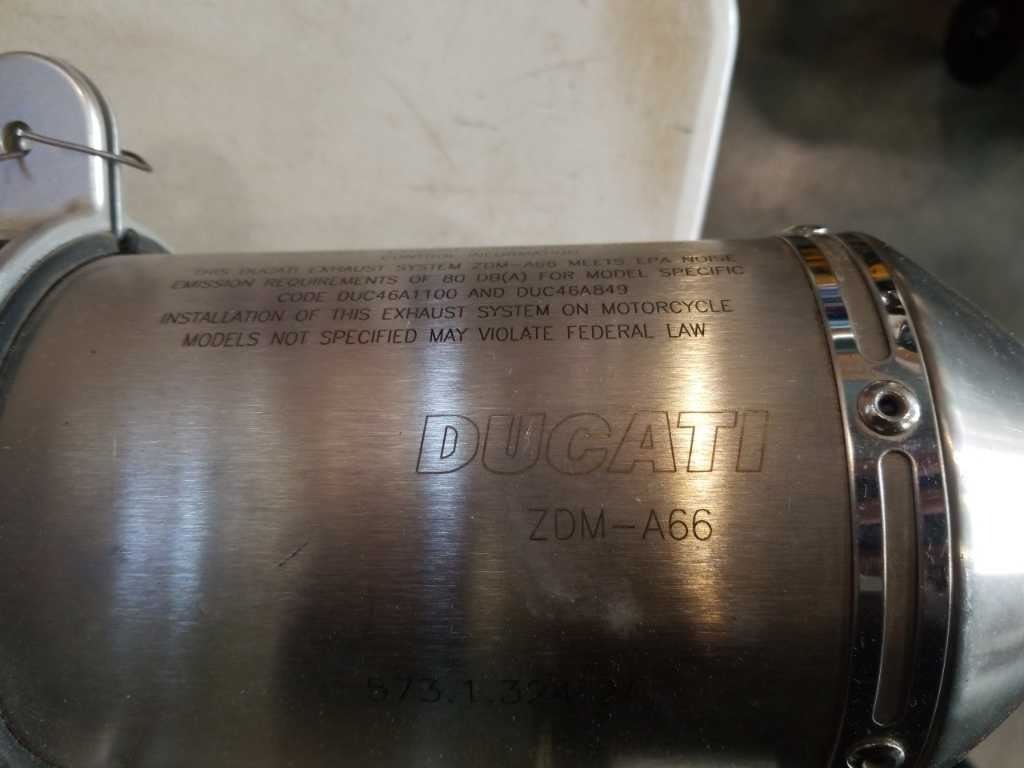 CONTROL INFORMATION
THIS DUCATI EXHAUST SYSTEM ZDM-A66 MEETS EPA NOISE
EMISSION REQUIREMENTS OF 80 DB(A) FOR MODEL SPECIFIC
CODE DUC46A1100 AND DUC46A849
INSTALLATION OF THIS EXHAUST SYSTEM ON MOTORCYCLE
MODELS NOT SPECIFIED MAY VIOLATE FEDERAL LAW
DUCATI
ZDM-A66